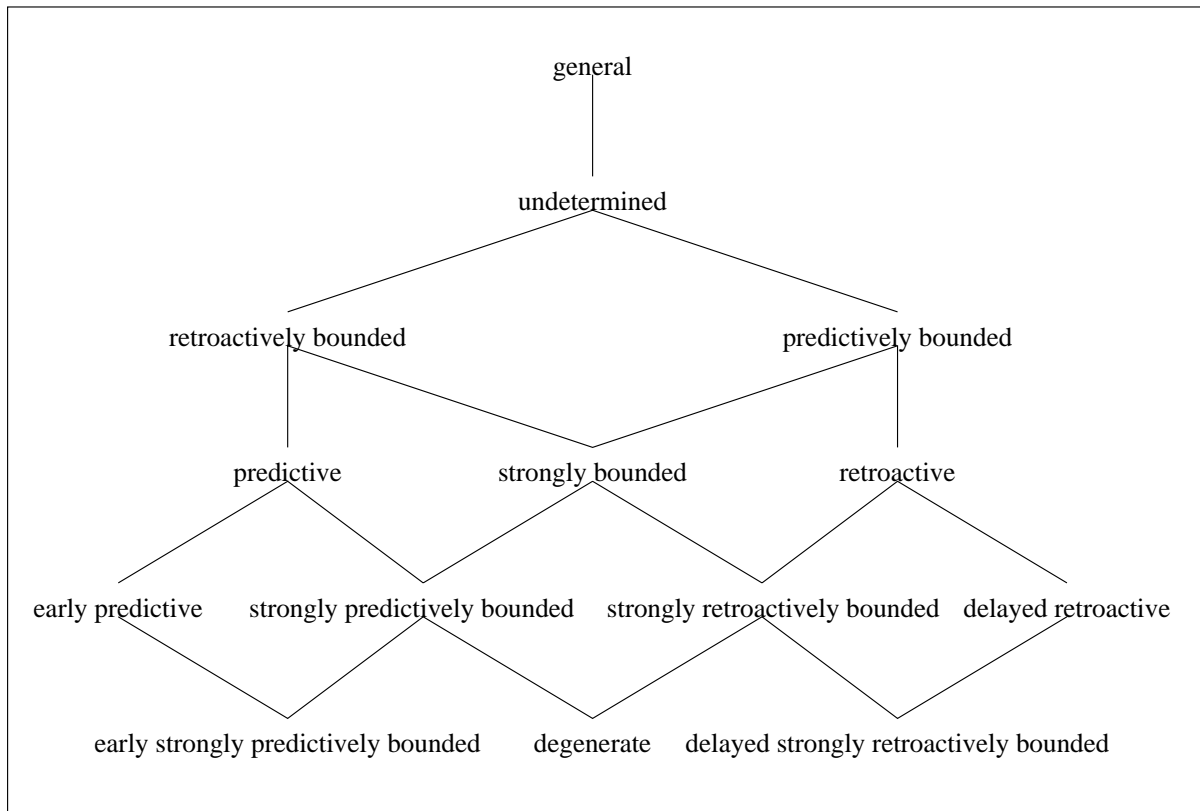 general
undetermined
retroactively bounded predictively bounded
predictive strongly bounded retroactive
early predictive strongly predictively bounded strongly retroactively bounded delayed retroactive
early strongly predictively bounded degenerate delayed strongly retroactively bounded